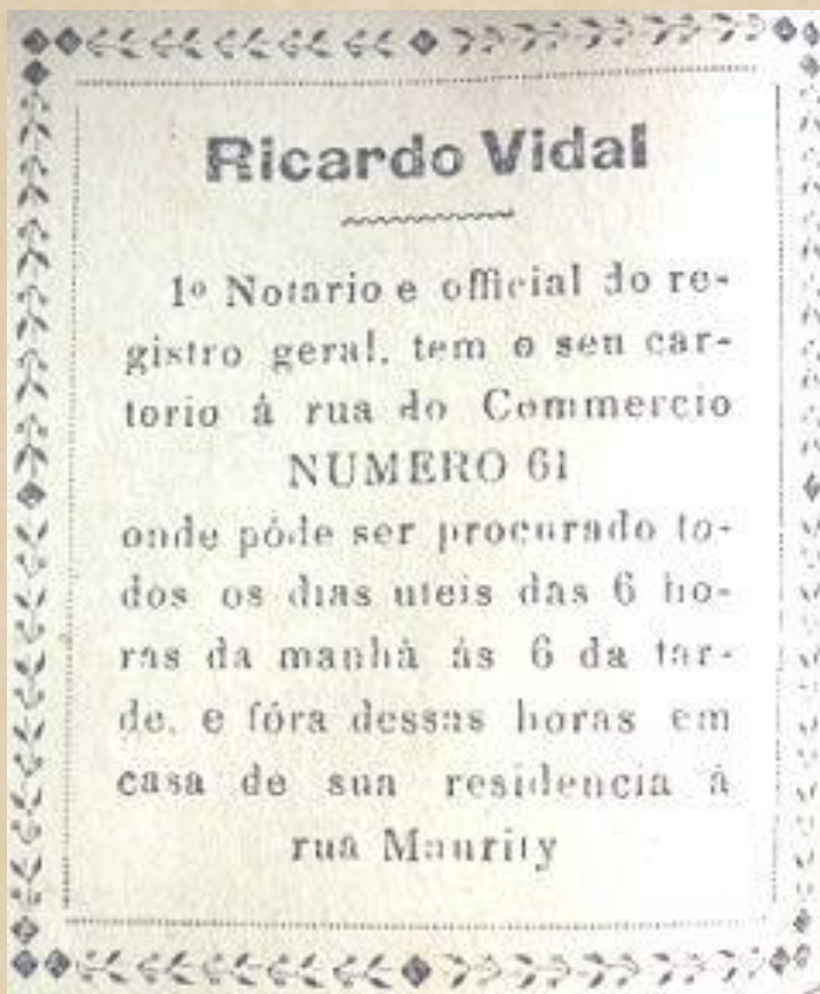 Ricardo Vidal
1º Notario e official do re-
gistro geral, tem o seu car-
torio á rua do Commercio
NUMERO 61
onde póde ser procurado to-
dos os dias uteis das 6 ho-
ras da manhã ás 6 da tar-
de, e fóra dessas horas em
casa de sua residencia á
rua Maurity